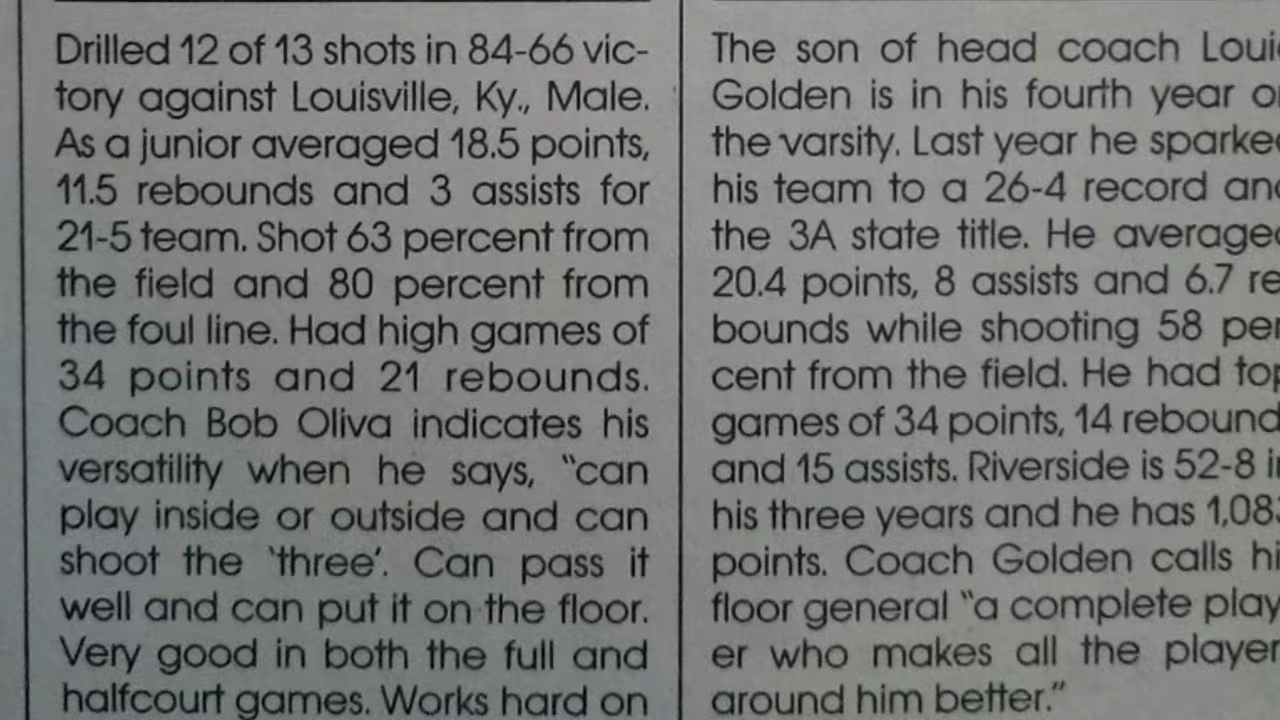 Drilled 12 of 13 shots in 84-66 vic-
tory against Louisville, Ky., Male.
As a junior averaged 18.5 points,
11.5 rebounds and 3 assists for
21-5 team. Shot 63 percent from
the field and 80 percent from
the foul line. Had high games of
34 points and 21 rebounds.
Coach Bob Oliva indicates his
versatility when he says, "can
play inside or outside and can
shoot the 'three'. Can pass it
well and can put it on the floor.
Very good in both the full and
halfcourt games. Works hard on
The son of head coach
Golden is in his fourth year
the varsity. Last year he
his team to a 26-4 record
the 3A state title. He
20.4 points, 8 assists and 6.7 re
bounds while shooting 58 per
cent from the field. He had
games of 34 points, 14
and 15 assists. Riverside is 52-8
his three years and he has
points. Coach Golden calls
floor general "a complete play
er who makes all the
around him better."